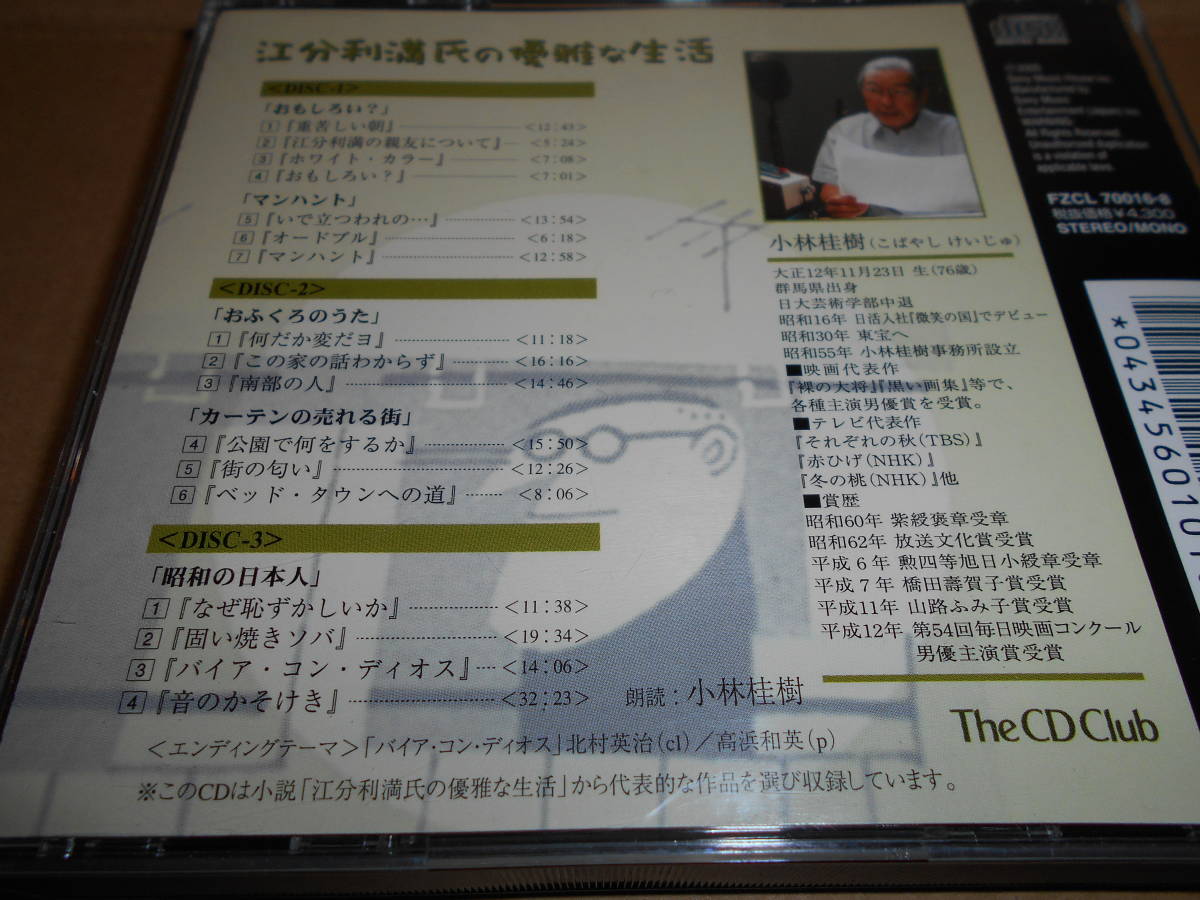 江分利満氏の優雅な生活
<DISC-1>
「おもしろい?」
1『重苦しい朝』<12:43>
2『江分利満の親友について』<5:24>
3『ホワイト・カラー』<7:08>
4『おもしろい?』<7:01>
「マンハント」
5『いで立つわれの…』<13:54>
6『オードブル』<6:18>
7『マンハント』<12:58>
<DISC-2>
「おふくろのうた」
1『何だか変だヨ』<11:18>
2『この家の話わからず』<16:16>
3『南部の人』<14:46>
「カーテンの売れる街」
4『公園で何をするか』<15:50>
5『街の匂い』<12:26>
6『ベッド・タウンへの道』<8:06>
<DISC-3>
「昭和の日本人」
1『なぜ恥ずかしいか』<11:38>
2『固い焼きソバ』<19:34>
3『バイア・コン・ディオス』<14:06>
4『音のかそけき』<32:23>
朗読:小林桂樹
<エンディングテーマ>「バイア・コン・ディオス」北村英治(cl)/高浜和英(p)
※このCDは小説「江分利満氏の優雅な生活」から代表的な作品を選び収録しています。
小林桂樹(こばやし けいじゅ)
大正12年11月23日 生(76歳)
群馬県出身
日大芸術学部中退
昭和16年 日活入社『微笑の国』でデビュー
昭和30年 東宝へ
昭和55年 小林桂樹事務所設立
■映画代表作
『裸の大将』『黒い画集』等で、
各種主演男優賞を受賞。
■テレビ代表作
『それぞれの秋(TBS)』
『赤ひげ(NHK)』
『冬の桃(NHK)』他
■賞歴
昭和60年 紫綬褒章受章
昭和62年 放送文化賞受賞
平成6年 勲四等旭日小綬章受章
平成7年 橋田壽賀子賞受賞
平成11年 山路ふみ子賞受賞
平成12年 第54回毎日映画コンクール
男優主演賞受賞
The CD Club
All Rights Reserved.
Unauthorized duplication
is a violation of
applicable laws.
FZCL 70016-8
税抜価格¥4,300
STEREO/MONO